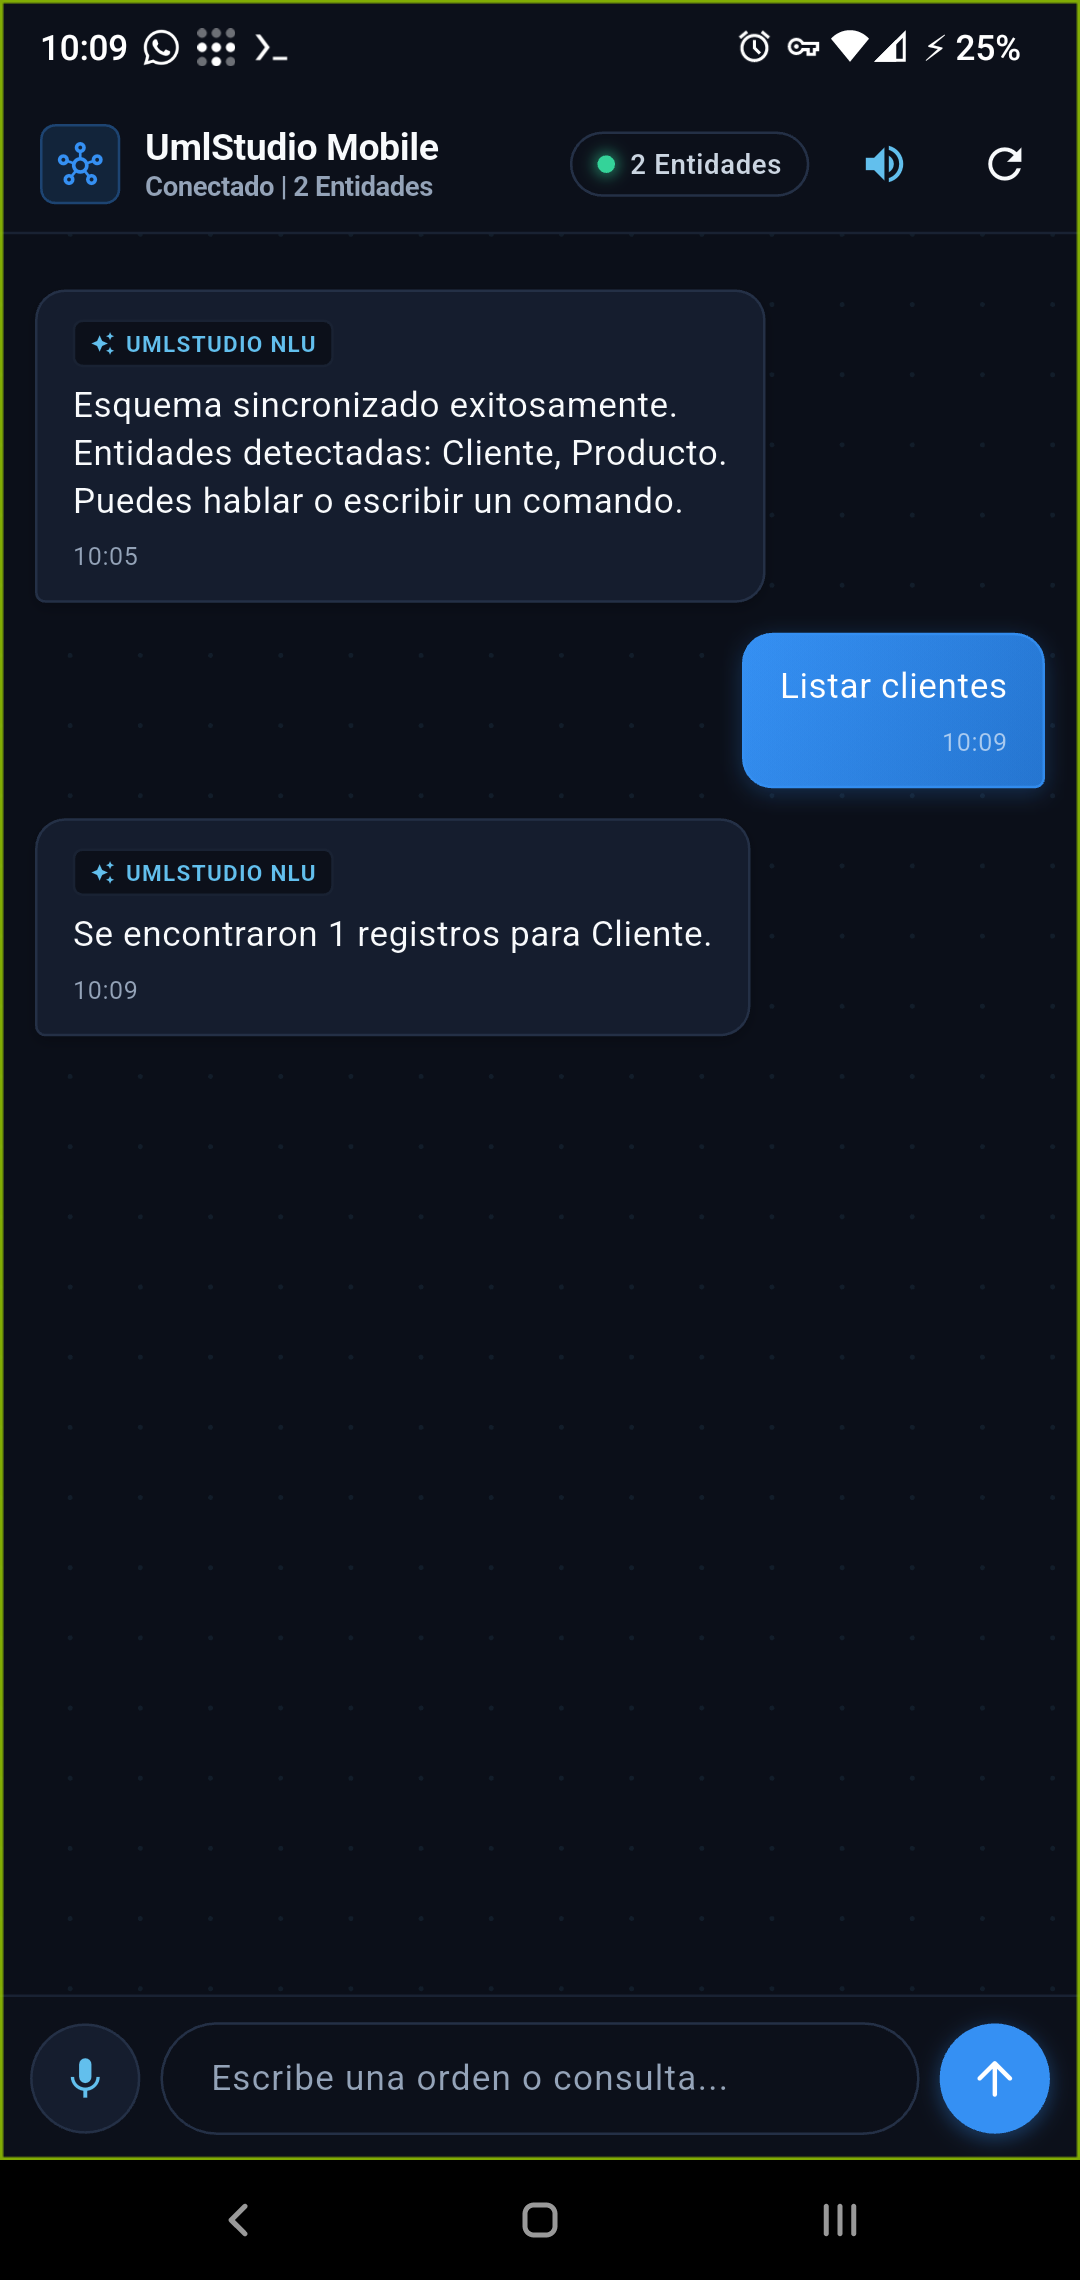 10:09
25%
UmlStudio Mobile
Conectado | 2 Entidades
2 Entidades
UMLSTUDIO NLU
Esquema sincronizado exitosamente.
Entidades detectadas: Cliente, Producto.
Puedes hablar o escribir un comando.
10:05
Listar clientes
10:09
UMLSTUDIO NLU
Se encontraron 1 registros para Cliente.
10:09
Escribe una orden o consulta...